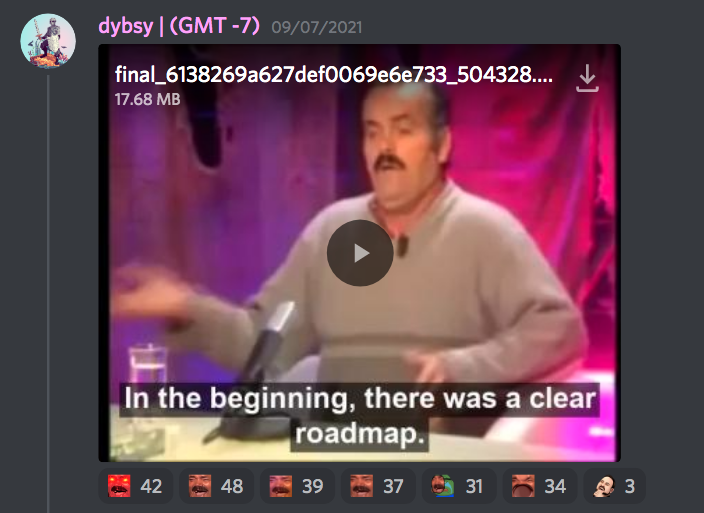 dybsy | (GMT -7) 09/07/2021
final_6138269a627def0069e6e733_504328....
17.68 MB
In the beginning, there was a clear
roadmap.
42 48 39 37 31 34 3